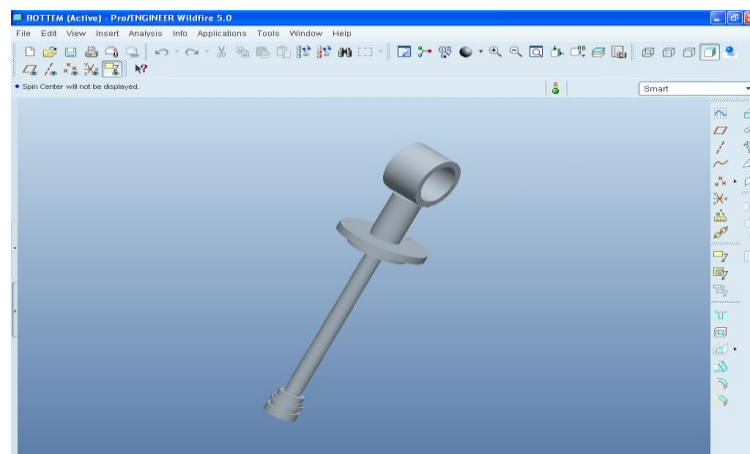 BOTTEM (Active) - Pro/ENGINEER Wildfire 5.0
File Edit View Insert Analysis Info Applications Tools Window Help
Spin Center will not be displayed.
Smart